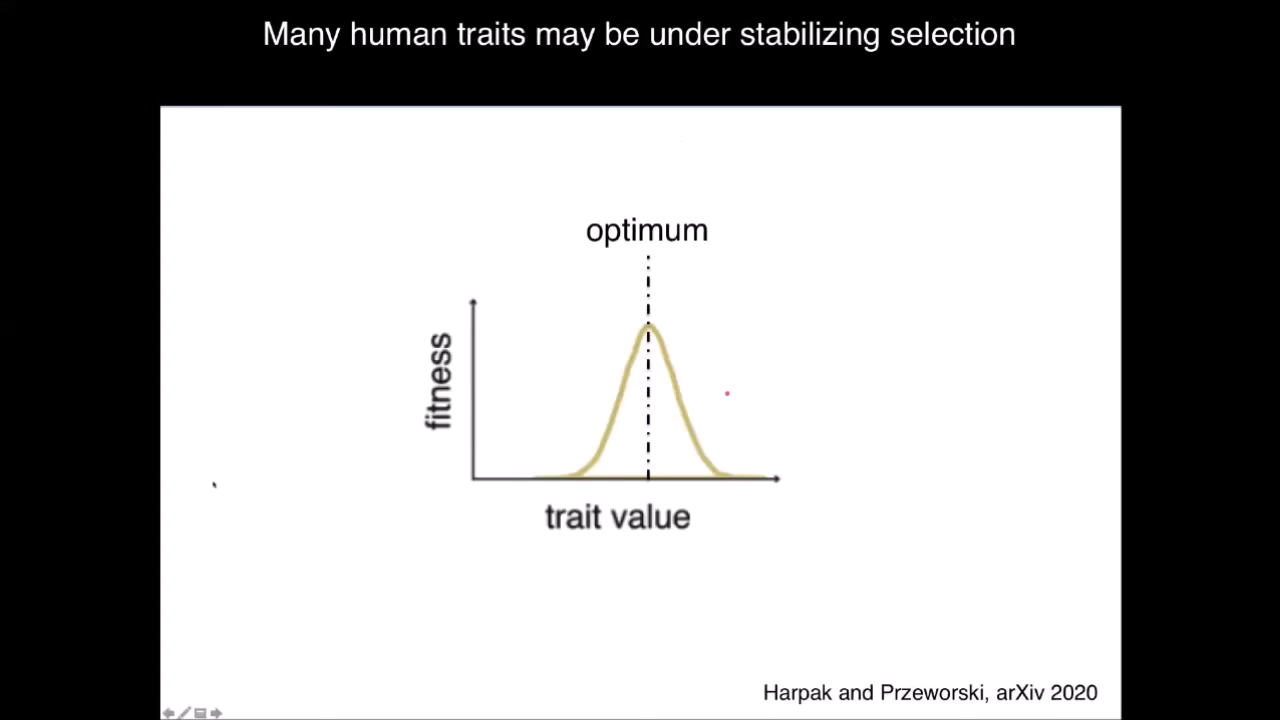 Many human traits may be under stabilizing selection
optimum
fitness
trait value
Harpak and Przeworski, arXiv 2020